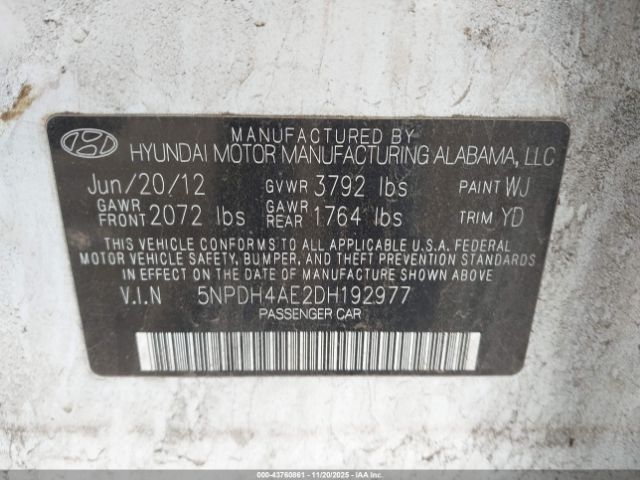 MANUFACTURED BY
HYUNDAI MOTOR MANUFACTURING ALABAMA, LLC
Jun/20/12 GVWR 3792 lbs PAINT WJ
GAWR FRONT 2072 lbs GAWR REAR 1764 lbs TRIM YD
THIS VEHICLE CONFORMS TO ALL APPLICABLE U.S.A. FEDERAL
MOTOR VEHICLE SAFETY, BUMPER, AND THEFT PREVENTION STANDARDS
IN EFFECT ON THE DATE OF MANUFACTURE SHOWN ABOVE.
V.I.N 5NPDH4AE2DH192977
PASSENGER CAR
000-43760861 - 11/20/2025 - IAAI.COM